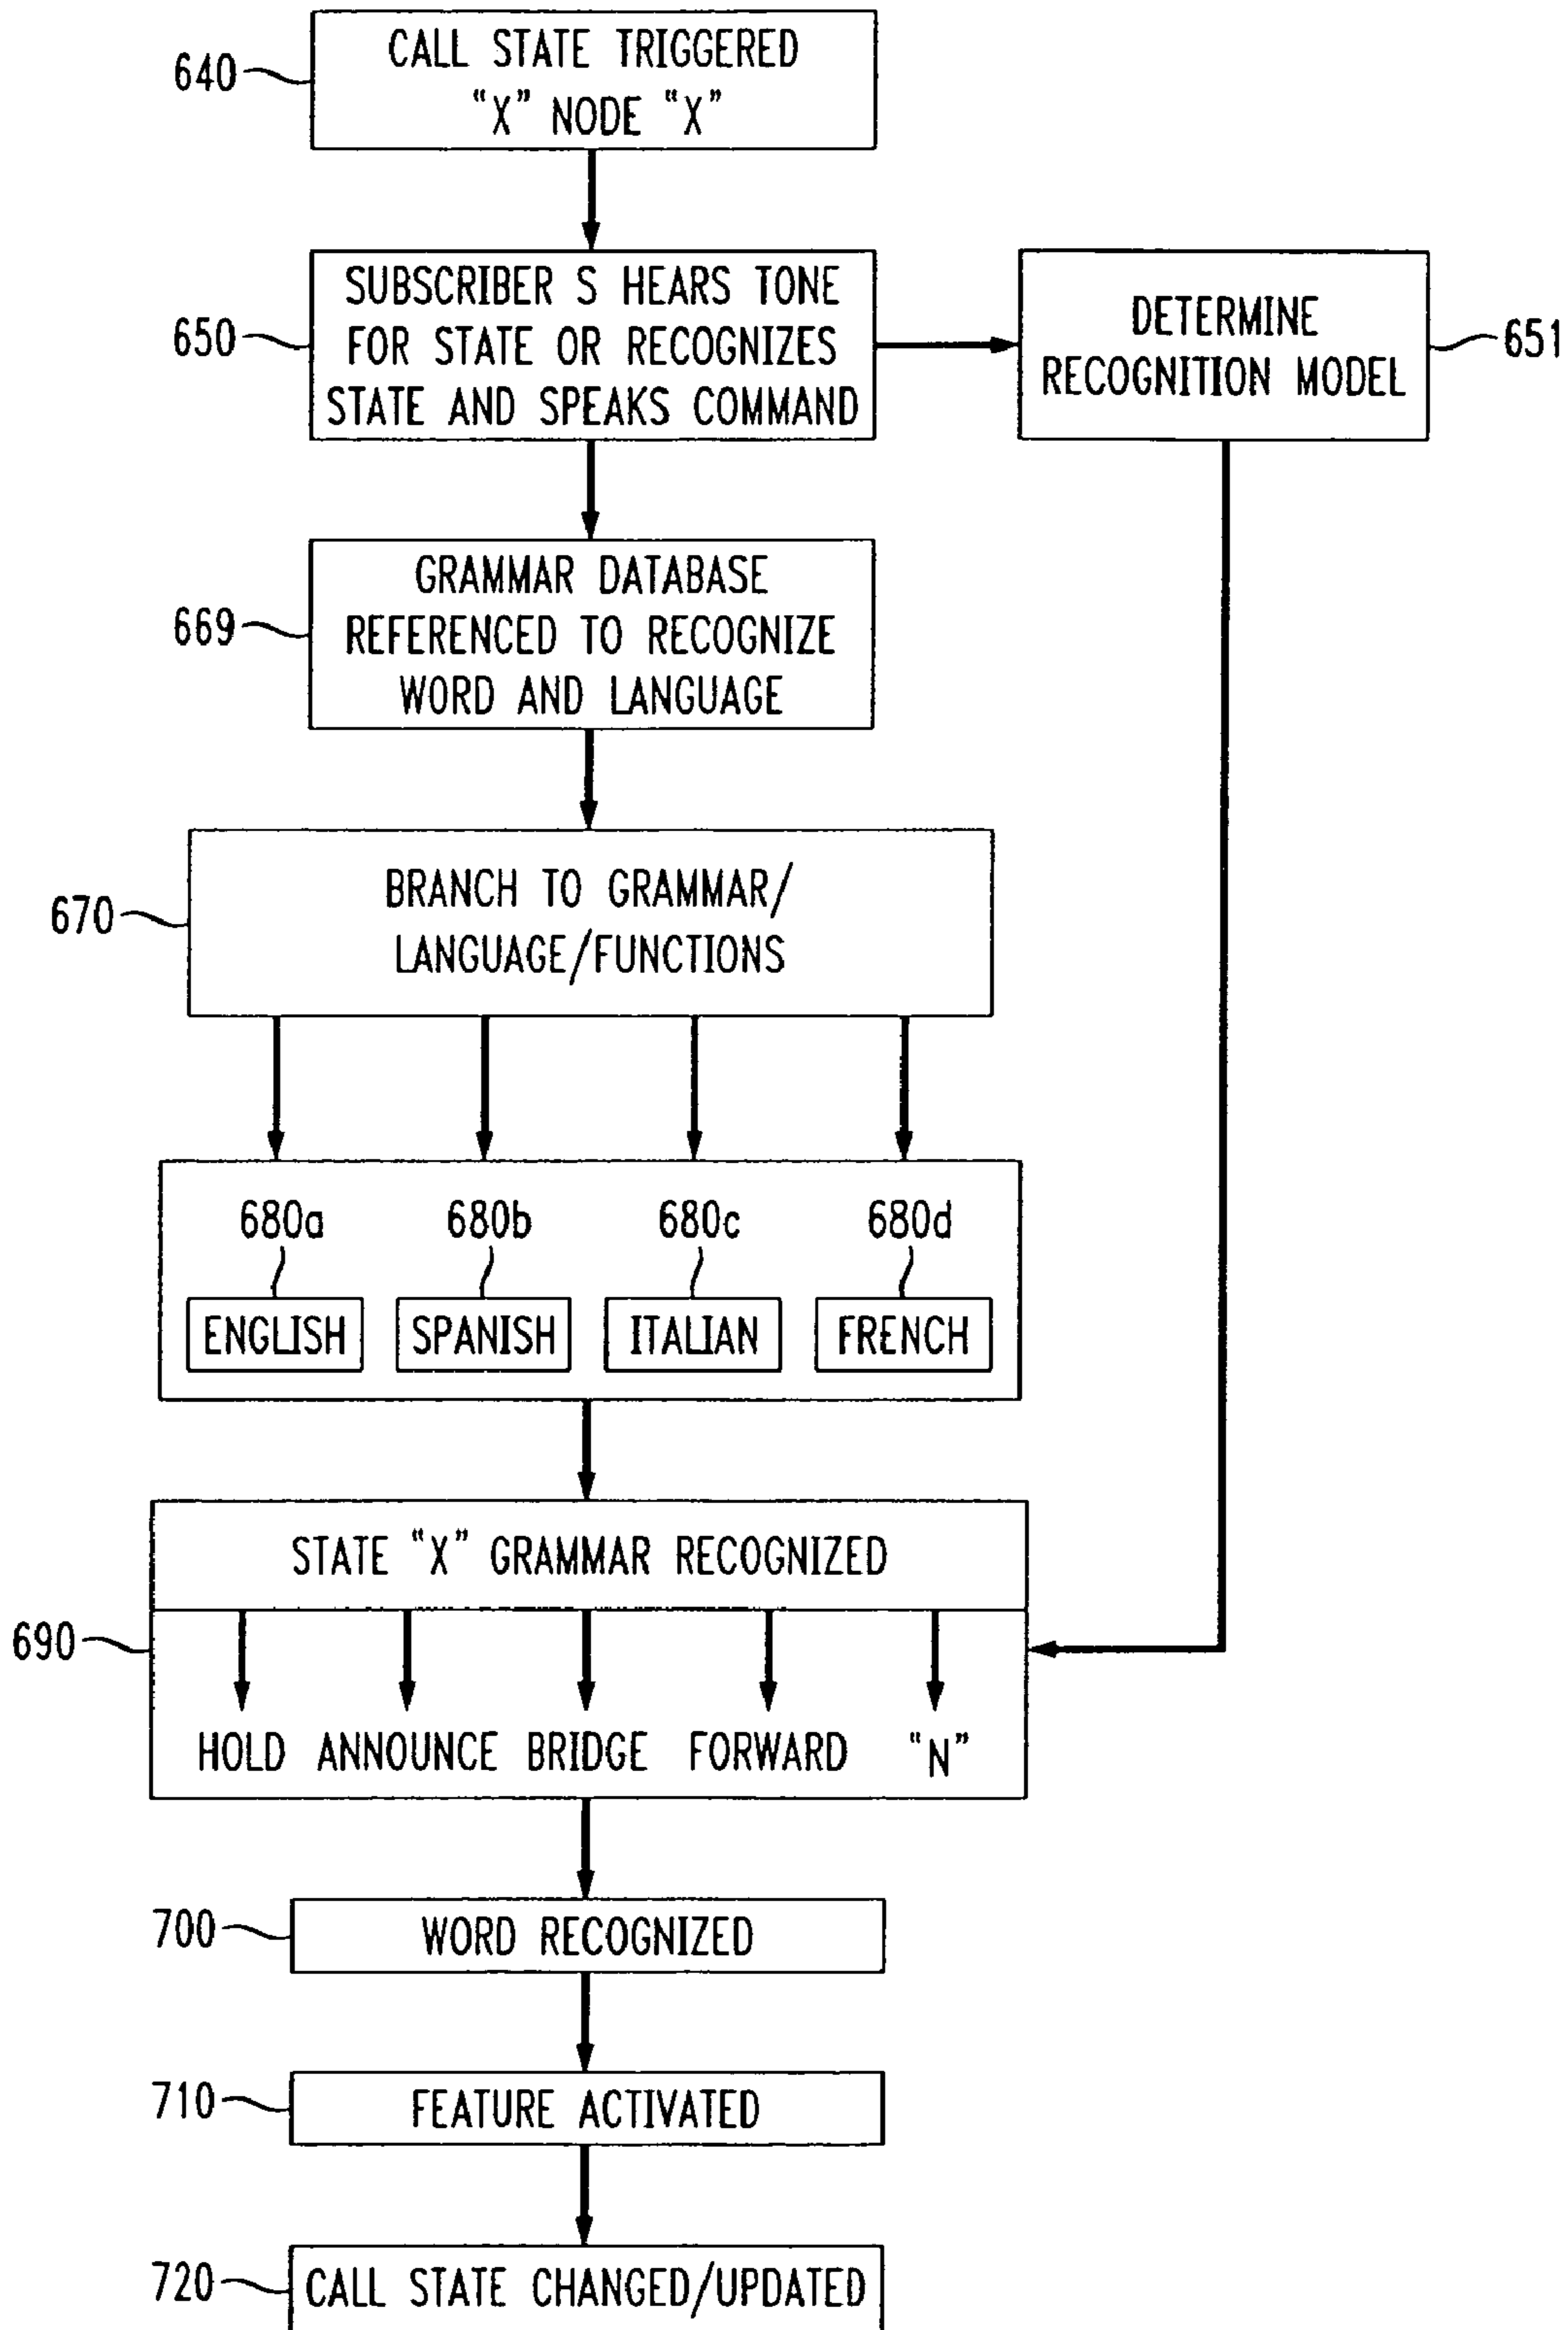 640
CALL STATE TRIGGERED
“X” NODE “X”
650
SUBSCRIBER S HEARS TONE
FOR STATE OR RECOGNIZES
STATE AND SPEAKS COMMAND
DETERMINE
RECOGNITION MODEL
651
669
GRAMMAR DATABASE
REFERENCED TO RECOGNIZE
WORD AND LANGUAGE
670
BRANCH TO GRAMMAR/
LANGUAGE/FUNCTIONS
680a 680b 680c 680d
ENGLISH SPANISH ITALIAN FRENCH
STATE “X” GRAMMAR RECOGNIZED
690
HOLD ANNOUNCE BRIDGE FORWARD “N”
700
WORD RECOGNIZED
710
FEATURE ACTIVATED
720
CALL STATE CHANGED/UPDATED